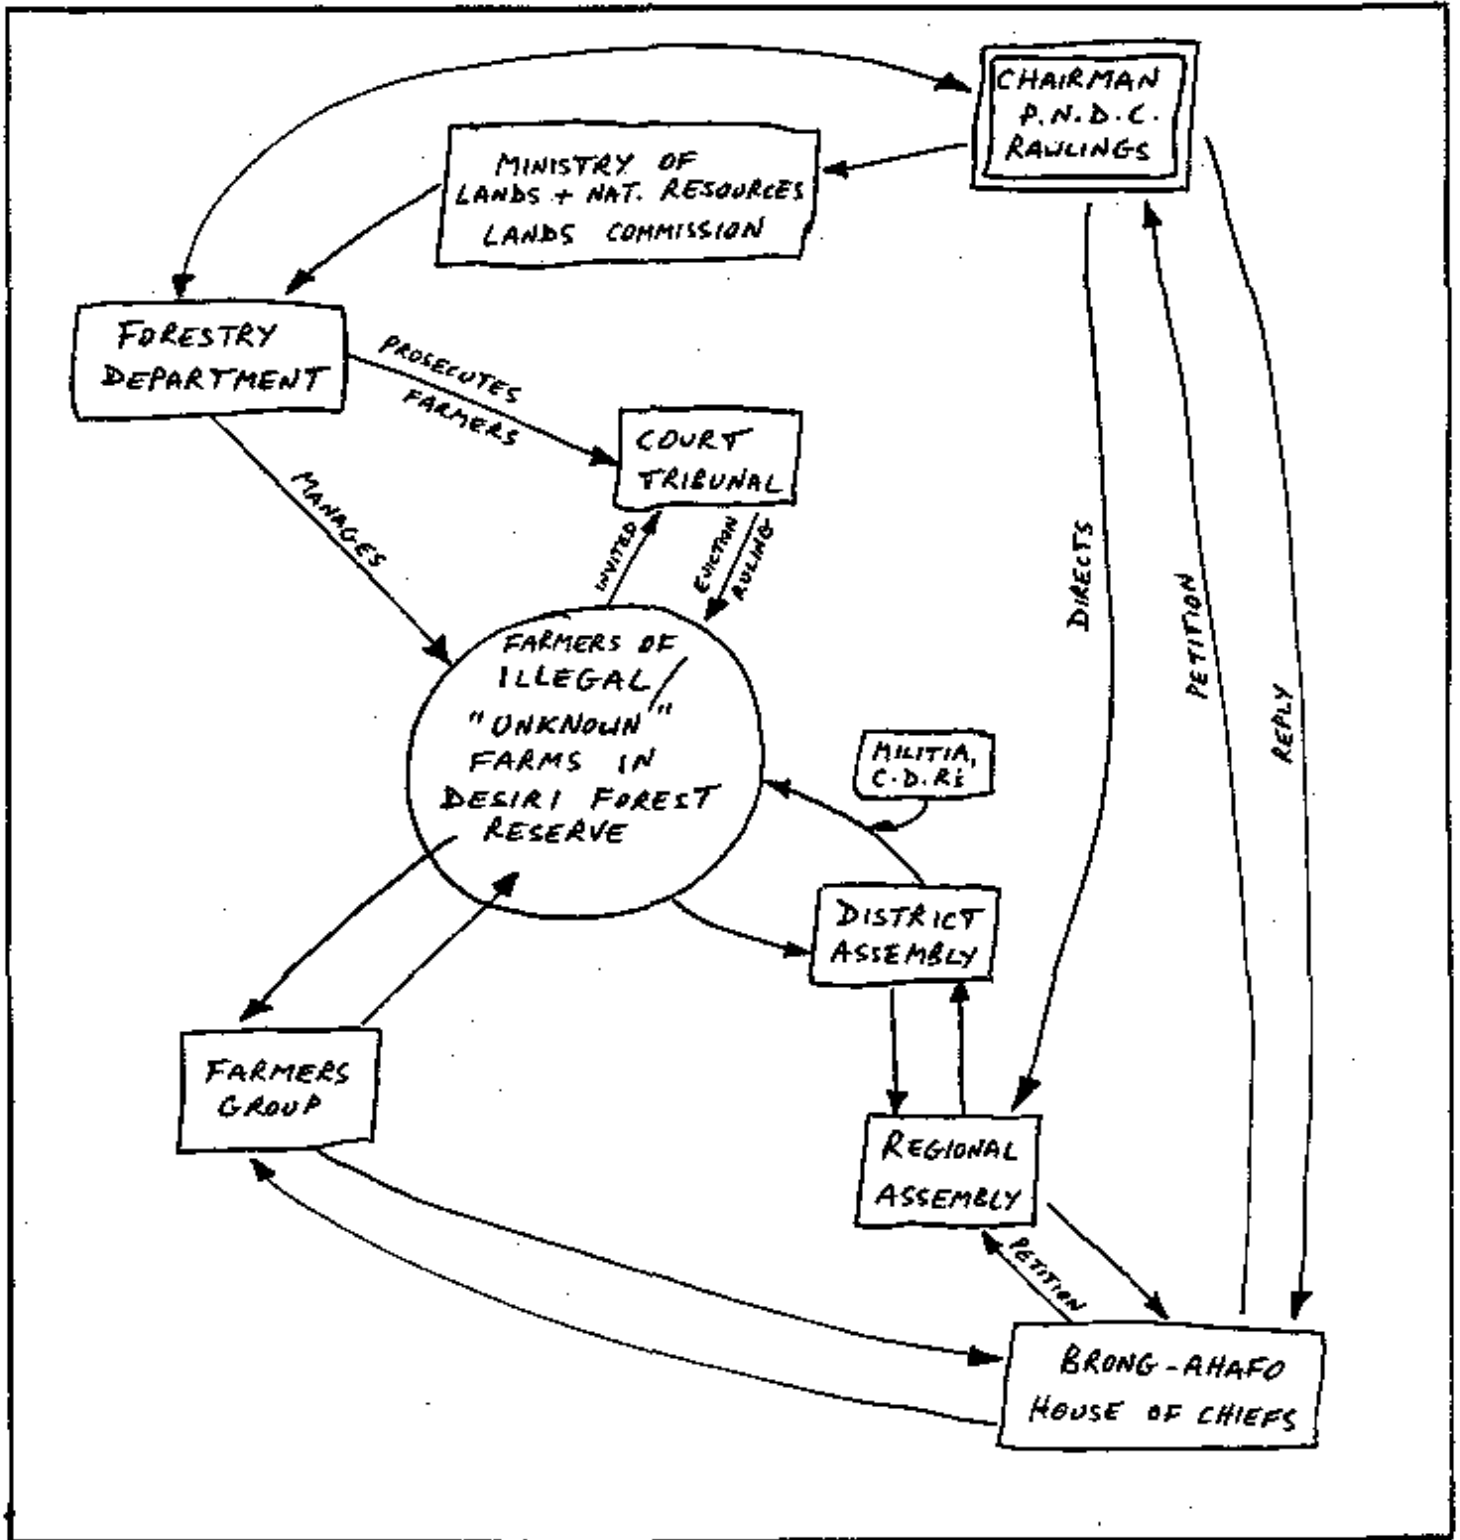 CHAIRMAN
P.N.D.C.
RAWLINGS
MINISTRY OF
LANDS + NAT. RESOURCES
LANDS COMMISSION
FORESTRY
DEPARTMENT
PROSECUTES
FARMERS
COURT
TRIBUNAL
MANAGES
INVITED
EVICTION
RULING
DIRECTS
PETITION
REPLY
FARMERS OF
ILLEGAL/
"UNKNOWN"
FARMS IN
DESIRI FOREST
RESERVE
MILITIA,
C.D.Rs
DISTRICT
ASSEMBLY
FARMERS
GROUP
REGIONAL
ASSEMBLY
PETITION
BRONG-AHAFO
HOUSE OF CHIEFS